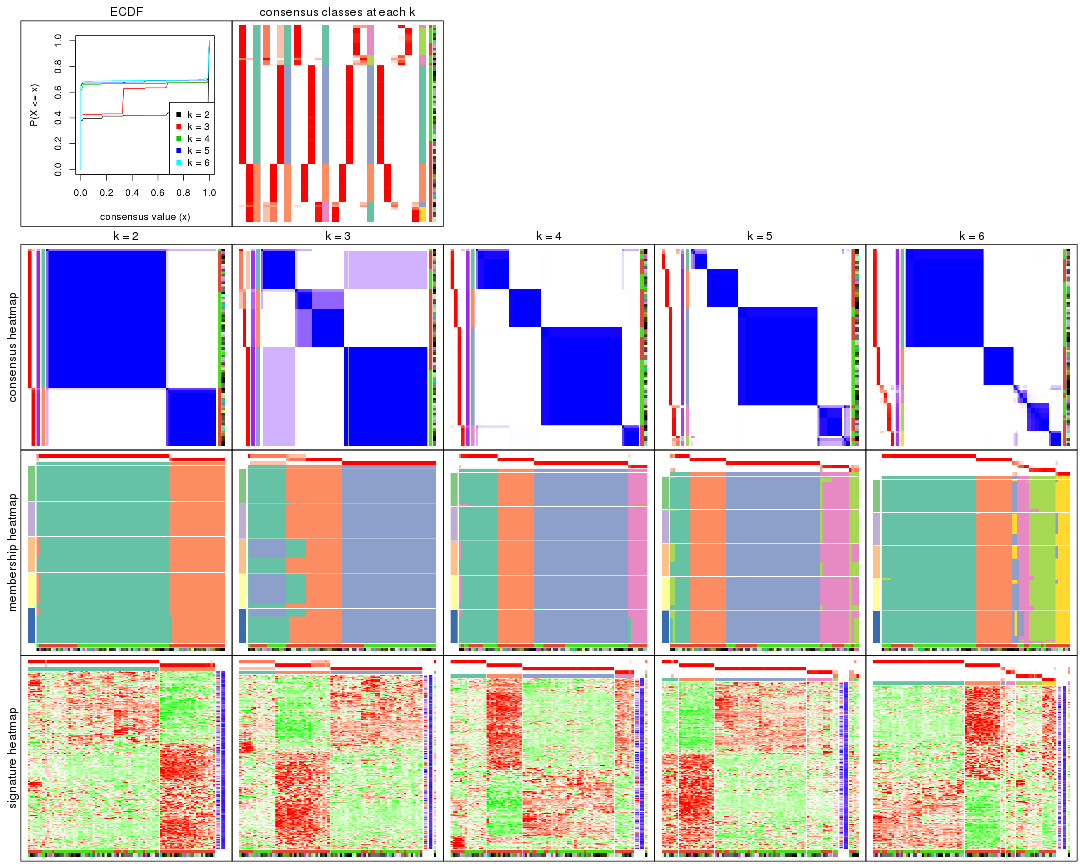 ECDF
consensus classes at each k
P(X <= x)
0.0 0.2 0.4 0.6 0.8 1.0
k = 2
k = 3
k = 4
k = 5
k = 6
0.0 0.2 0.4 0.6 0.8 1.0
consensus value (x)
k = 2
k = 3
k = 4
k = 5
k = 6
consensus heatmap
membership heatmap
signature heatmap